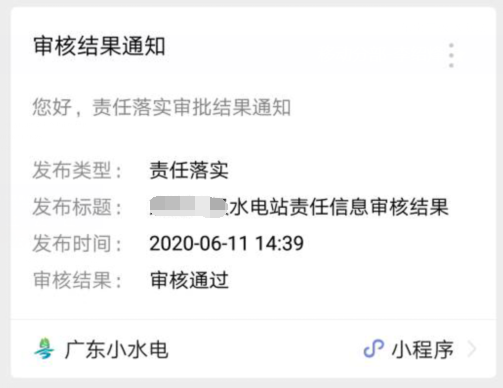 审核结果通知
您好，责任落实审批结果通知
发布类型： 责任落实
发布标题： 水电站责任信息审核结果
发布时间： 2020-06-11 14:39
审核结果： 审核通过
广东小水电 小程序